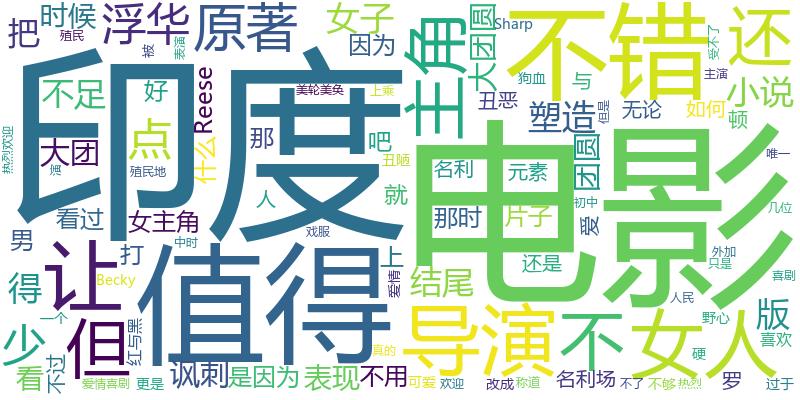 把
时候
浮华
原著
女子
因为
Sharp
大团圆
主角
不错
还
受不了
主演
小说
殖民
被
表演
热烈欢迎
印度
不足
好
美轮美奂
上乘
Reese
狗血
与
丑恶
塑造
但是
无论
如何
顿
点
那
吧
丑陋
大团
演
殖民地
什么
电影
名利
元素
团圆
唯一
看过
女主角
人
就
那时
片子
爱
初中
几位
男
打
中时
戏服
上
还是
外加
只是
喜剧
得
让
Becky
值得
爱情
结尾
人民
野心
版
喜欢
少
一个
但
红与黑
真的
导演
不
女人
硬
看
不过
爱情喜剧
更是
讽刺
是因为
表现
不用
可爱
欢迎
改成
称道
名利场
不了
不够
热烈
罗
过于